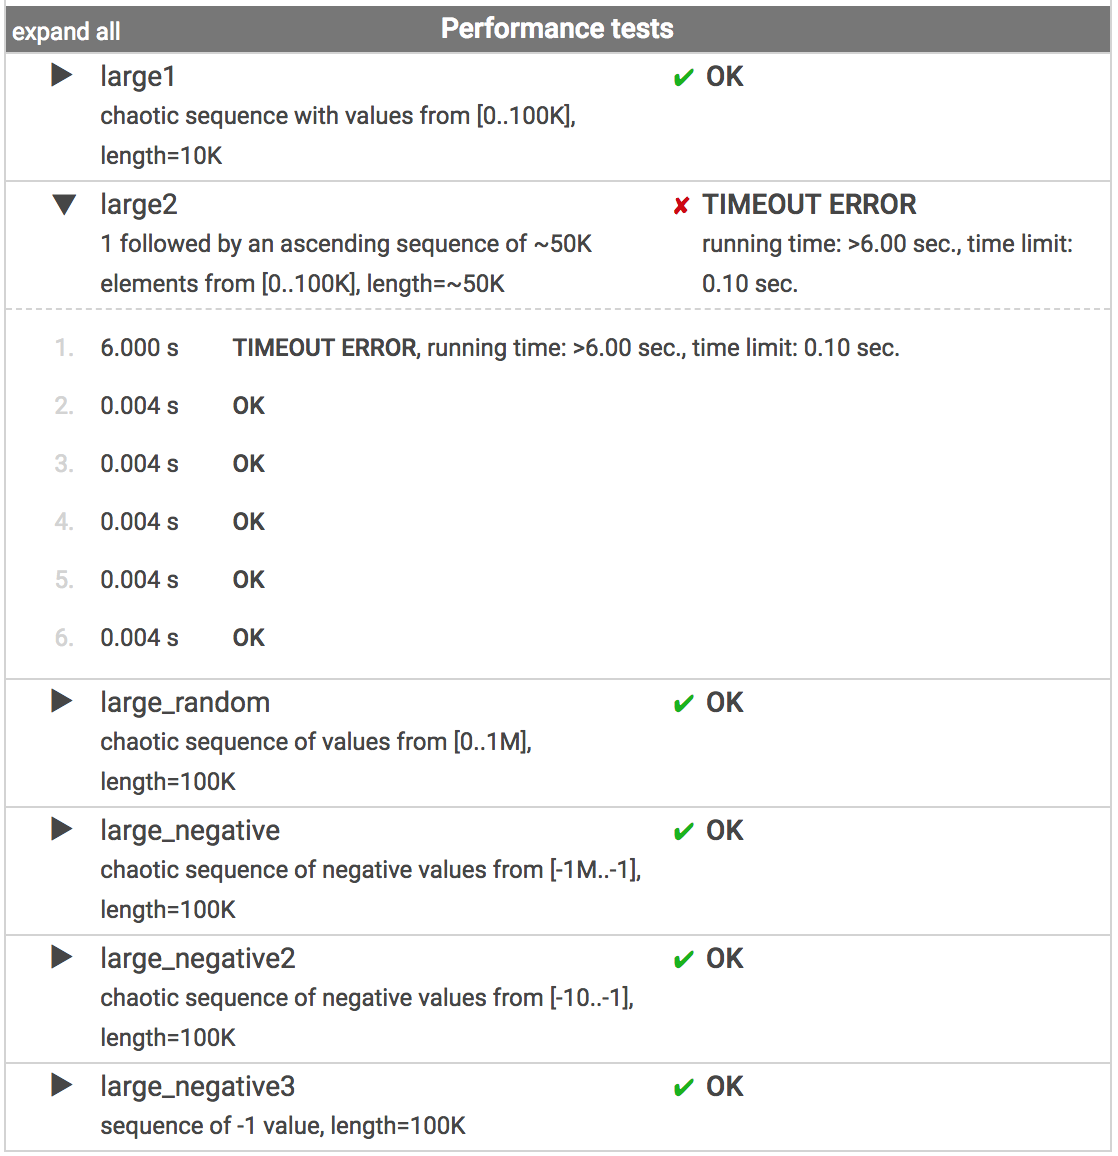 expand all Performance tests
large1 ✔ OK
chaotic sequence with values from [0..100K],
length=10K
large2 ✘ TIMEOUT ERROR
1 followed by an ascending sequence of ~50K running time: >6.00 sec., time limit:
elements from [0..100K], length=~50K 0.10 sec.
1. 6.000 s TIMEOUT ERROR, running time: >6.00 sec., time limit: 0.10 sec.
2. 0.004 s OK
3. 0.004 s OK
4. 0.004 s OK
5. 0.004 s OK
6. 0.004 s OK
large_random ✔ OK
chaotic sequence of values from [0..1M],
length=100K
large_negative ✔ OK
chaotic sequence of negative values from [-1M..-1],
length=100K
large_negative2 ✔ OK
chaotic sequence of negative values from [-10..-1],
length=100K
large_negative3 ✔ OK
sequence of -1 value, length=100K